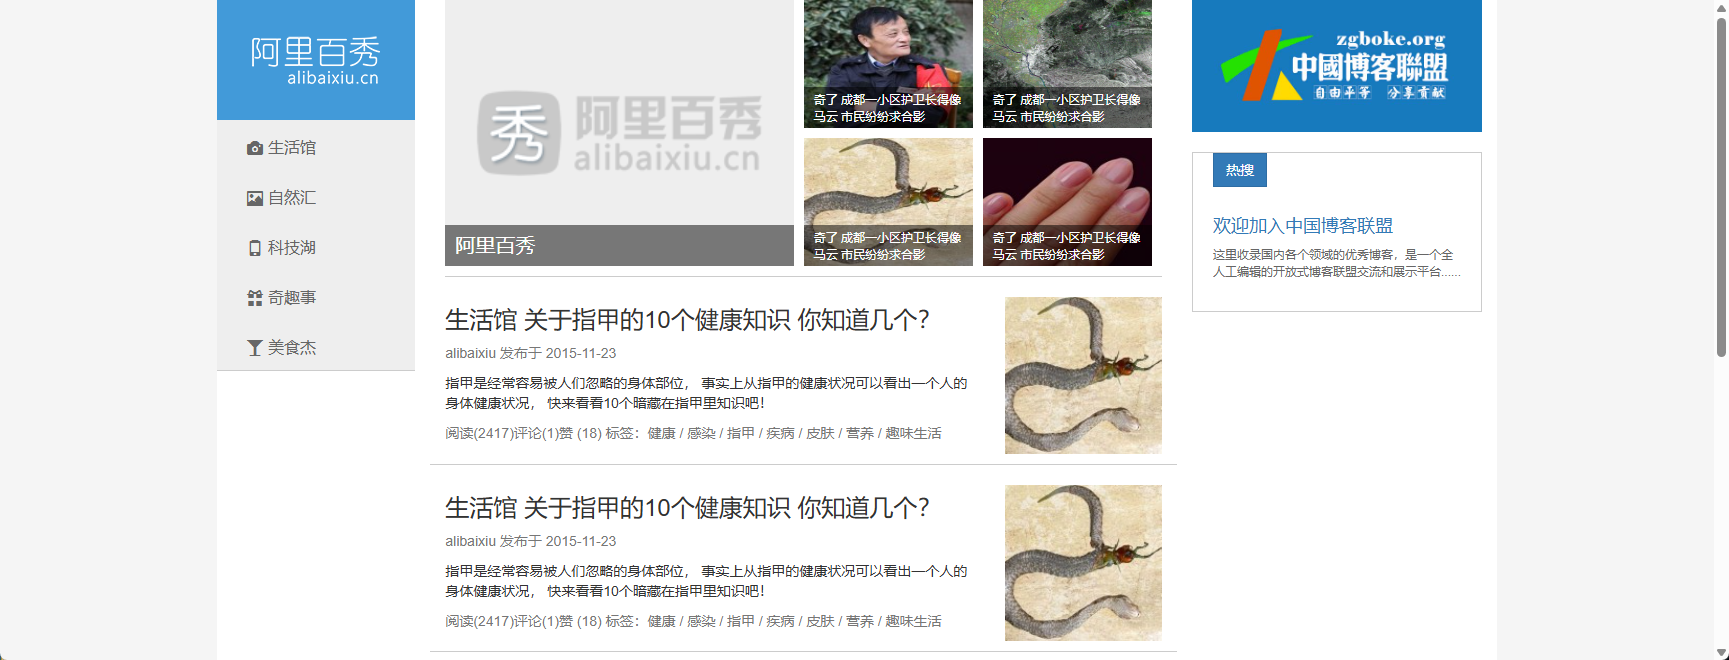 阿里百秀
alibaixiu.cn
生活馆
自然汇
科技湖
奇趣事
美食杰
秀 阿里百秀
alibaixiu.cn
阿里百秀
奇了 成都一小区护卫长得像
马云 市民纷纷求合影
奇了 成都一小区护卫长得像
马云 市民纷纷求合影
奇了 成都一小区护卫长得像
马云 市民纷纷求合影
奇了 成都一小区护卫长得像
马云 市民纷纷求合影
生活馆 关于指甲的10个健康知识 你知道几个？
alibaixiu 发布于 2015-11-23
指甲是经常容易被人们忽略的身体部位， 事实上从指甲的健康状况可以看出一个人的
身体健康状况， 快来看看10个暗藏在指甲里知识吧！
阅读(2417)评论(1)赞 (18) 标签：健康 / 感染 / 指甲 / 疾病 / 皮肤 / 营养 / 趣味生活
生活馆 关于指甲的10个健康知识 你知道几个？
alibaixiu 发布于 2015-11-23
指甲是经常容易被人们忽略的身体部位， 事实上从指甲的健康状况可以看出一个人的
身体健康状况， 快来看看10个暗藏在指甲里知识吧！
阅读(2417)评论(1)赞 (18) 标签：健康 / 感染 / 指甲 / 疾病 / 皮肤 / 营养 / 趣味生活
zgboke.org
中國博客聯盟
自由平等 分享貢献
热搜
欢迎加入中国博客联盟
这里收录国内各个领域的优秀博客，是一个全
人工编辑的开放式博客联盟交流和展示平台......